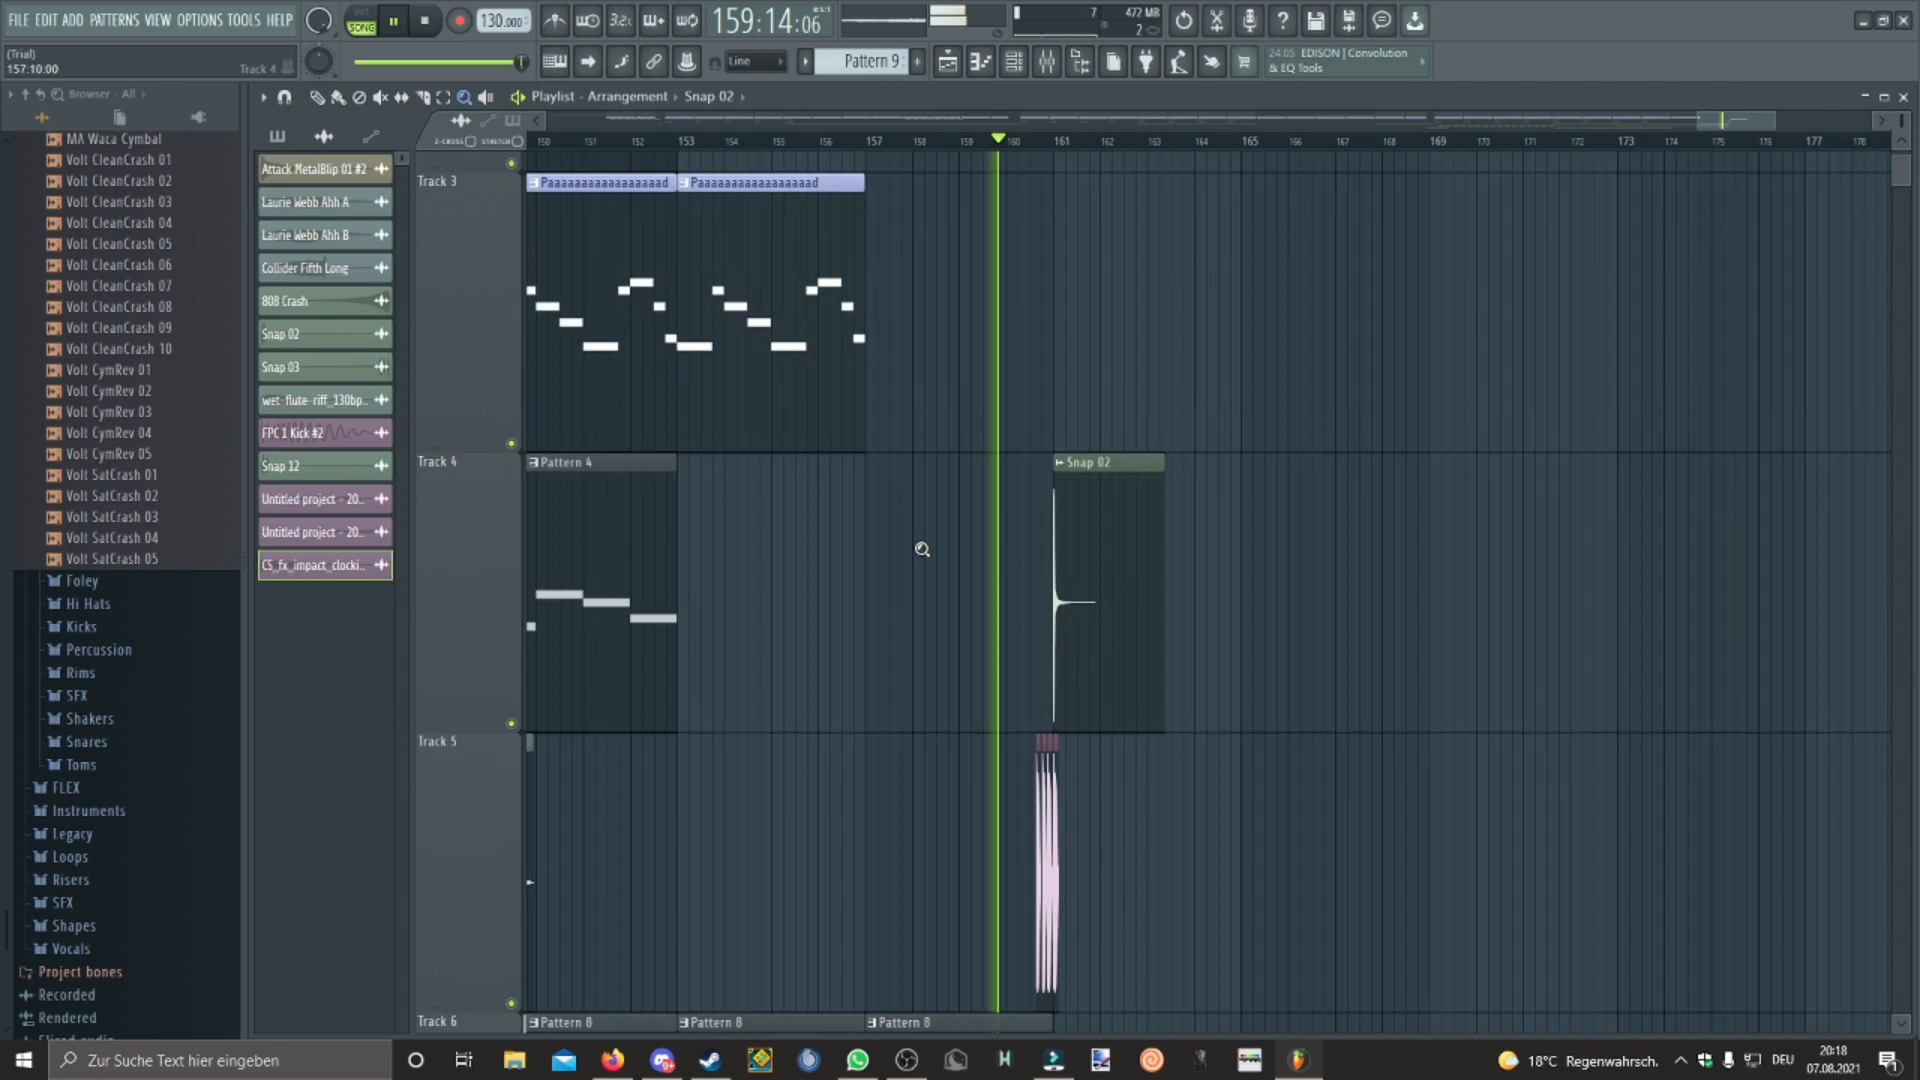 FILE EDIT ADD PATTERNS VIEW OPTIONS TOOLS HELP
PAT
SONG
130.000
3.2:
159:14:06
B:S:T
7
472 MB
2
(Trial)
157.10.00
Track 4
Line
Pattern 9
24.05 EDISON | Convolution
& EQ Tools
Browser - All
Playlist - Arrangement
Snap 02
Z-CROSS
STRETCH
150
151
152
153
154
155
156
157
158
159
160
161
162
163
164
165
166
167
168
169
170
171
172
173
174
175
176
177
178
MA Waca Cymbal
Volt CleanCrash 01
Volt CleanCrash 02
Volt CleanCrash 03
Volt CleanCrash 04
Volt CleanCrash 05
Volt CleanCrash 06
Volt CleanCrash 07
Volt CleanCrash 08
Volt CleanCrash 09
Volt CleanCrash 10
Volt CymRev 01
Volt CymRev 02
Volt CymRev 03
Volt CymRev 04
Volt CymRev 05
Volt SatCrash 01
Volt SatCrash 02
Volt SatCrash 03
Volt SatCrash 04
Volt SatCrash 05
Foley
Hi Hats
Kicks
Percussion
Rims
SFX
Shakers
Snares
Toms
FLEX
Instruments
Legacy
Loops
Risers
SFX
Shapes
Vocals
Project bones
Recorded
Rendered
Sliced audio
Attack MetalBlip 01 #2
Laurie Webb Ahh A
Laurie Webb Ahh B
Collider Fifth Long
808 Crash
Snap 02
Snap 03
wet-flute-riff_130bp..
FPC 1 Kick #2
Snap 12
Untitled project - 20..
Untitled project - 20..
CS_fx_impact_clocki..
Track 3
Paaaaaaaaaaaaaaaaad
Paaaaaaaaaaaaaaaaad
Track 4
Pattern 4
Snap 02
Track 5
Track 6
Pattern 8
Pattern 8
Pattern 8
Zur Suche Text hier eingeben
18°C Regenwahrsch.
DEU
20:18
07.08.2021
1